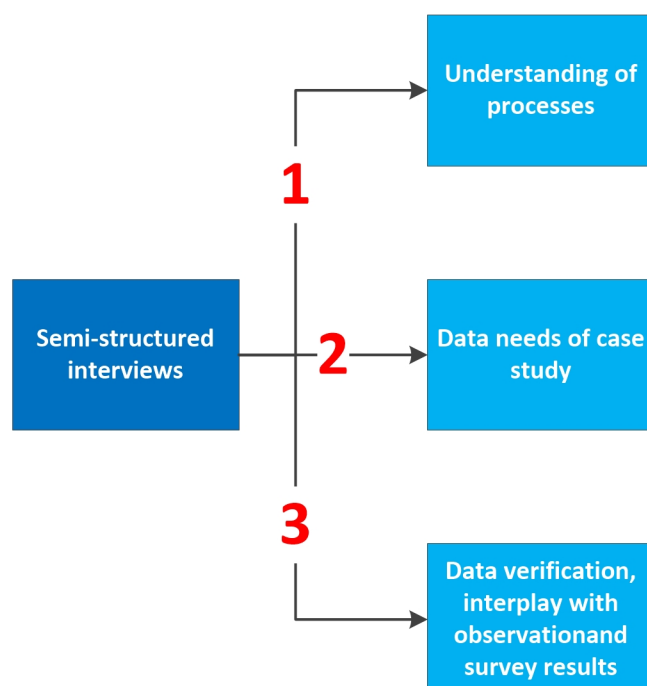 Understanding of
processes
1
Semi-structured
interviews
2
Data needs of case
study
3
Data verification,
interplay with
observationand
survey results